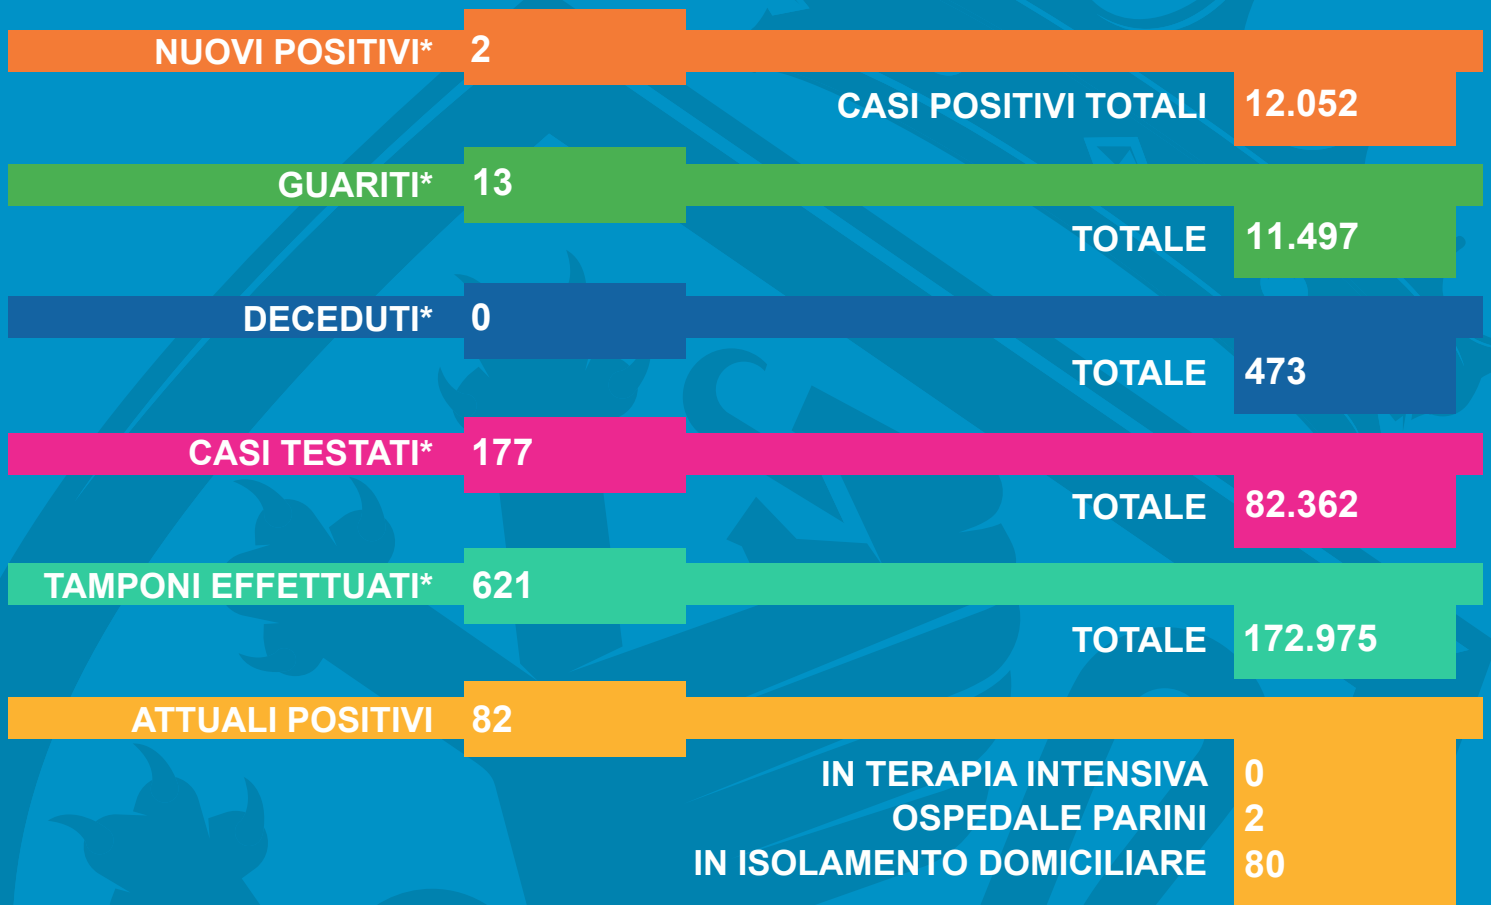 NUOVI POSITIVI* 2
CASI POSITIVI TOTALI 12.052
GUARITI* 13
TOTALE 11.497
DECEDUTI* 0
TOTALE 473
CASI TESTATI* 177
TOTALE 82.362
TAMPONI EFFETTUATI* 621
TOTALE 172.975
ATTUALI POSITIVI 82
IN TERAPIA INTENSIVA 0
OSPEDALE PARINI 2
IN ISOLAMENTO DOMICILIARE 80